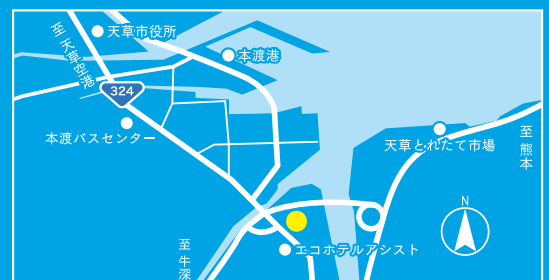 天草市役所
至 天草空港
本渡港
324
本渡バスセンター
天草とれたて市場
至 熊本
N
エコホテルアシスト
至 牛深